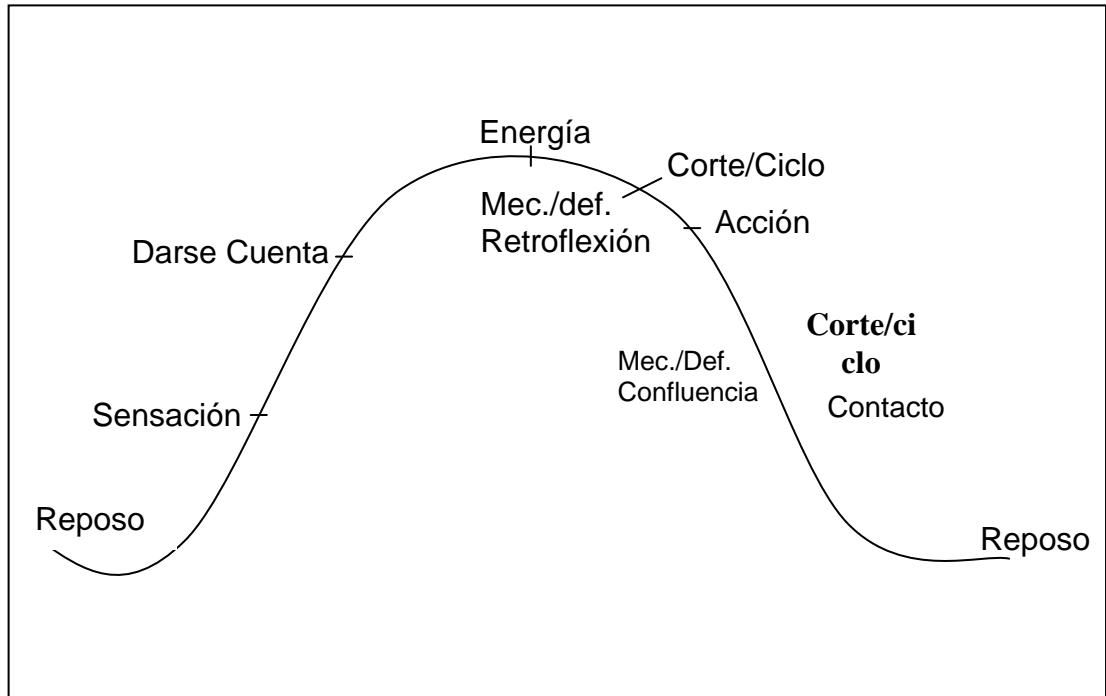 Energía
Corte/Ciclo
Mec./def.
Retroflexión
Acción
Darse Cuenta
Corte/ci
clo
Mec./Def.
Confluencia
Contacto
Sensación
Reposo
Reposo